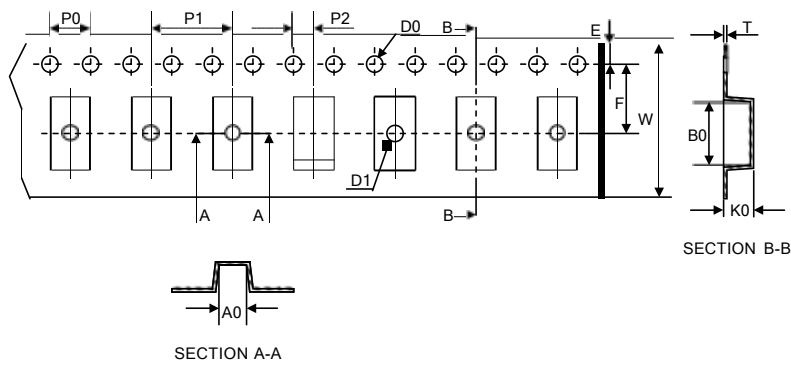 P0
P1
P2
D0
B
E
T
F
W
B0
D1
A
A
B
K0
SECTION B-B
A0
SECTION A-A